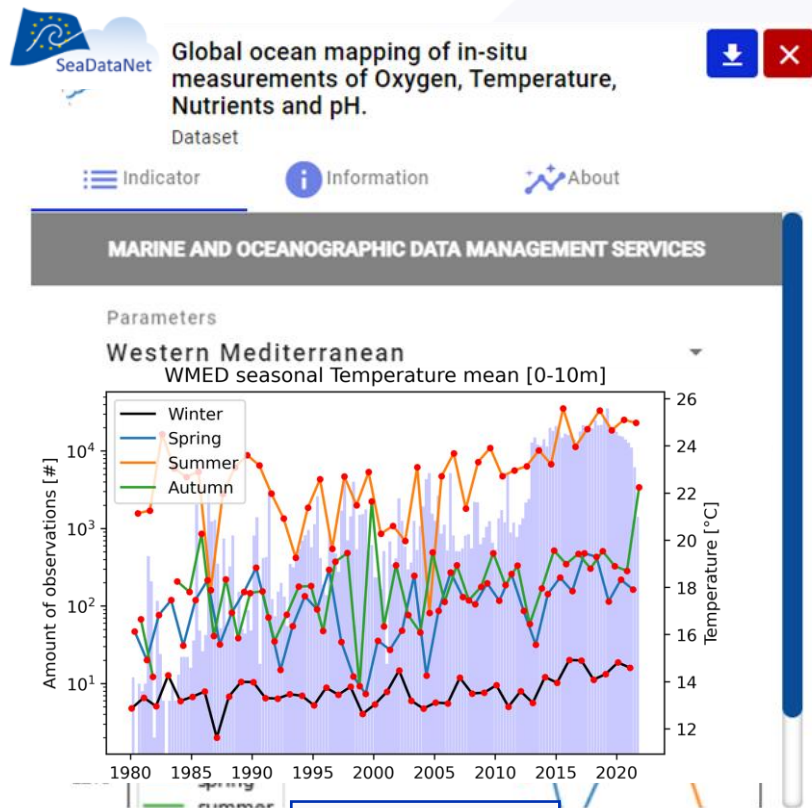 SeaDataNet
Global ocean mapping of in-situ
measurements of Oxygen, Temperature,
Nutrients and pH.
Dataset
Indicator
Information
About
MARINE AND OCEANOGRAPHIC DATA MANAGEMENT SERVICES
Parameters
Western Mediterranean
WMED seasonal Temperature mean [0-10m]
Winter
Spring
Summer
Autumn
Amount of observations [#]
10⁴
10³
10²
10¹
26
24
22
20
18
16
14
12
Temperature [°C]
1980 1985 1990 1995 2000 2005 2010 2015 2020
spring
summer